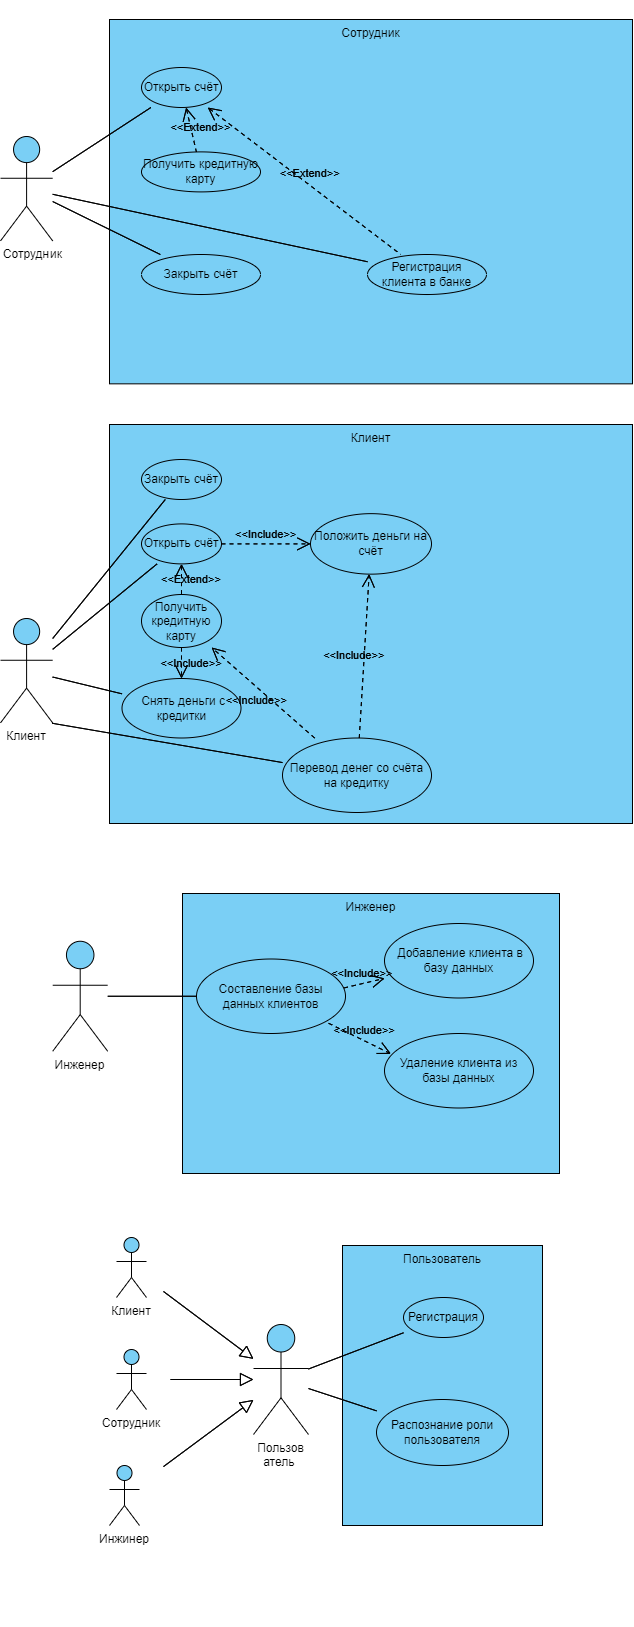 Сотрудник
Открыть счёт
<<Extend>>
Получить кредитную
карту
<<Extend>>
Сотрудник
Закрыть счёт
Регистрация
клиента в банке
Клиент
Закрыть счёт
Открыть счёт
<<Include>>
Положить деньги на
счёт
<<Extend>>
Получить
кредитную
карту
<<Include>>
<<Include>>
Снять деньги с
кредитки
<<Include>>
Клиент
Перевод денег со счёта
на кредитку
Инженер
Добавление клиента в
базу данных
<<Include>>
Составление базы
данных клиентов
<<Include>>
Удаление клиента из
базы данных
Инженер
Пользователь
Клиент
Регистрация
Сотрудник
Распознание роли
пользователя
Пользов
атель
Инжинер